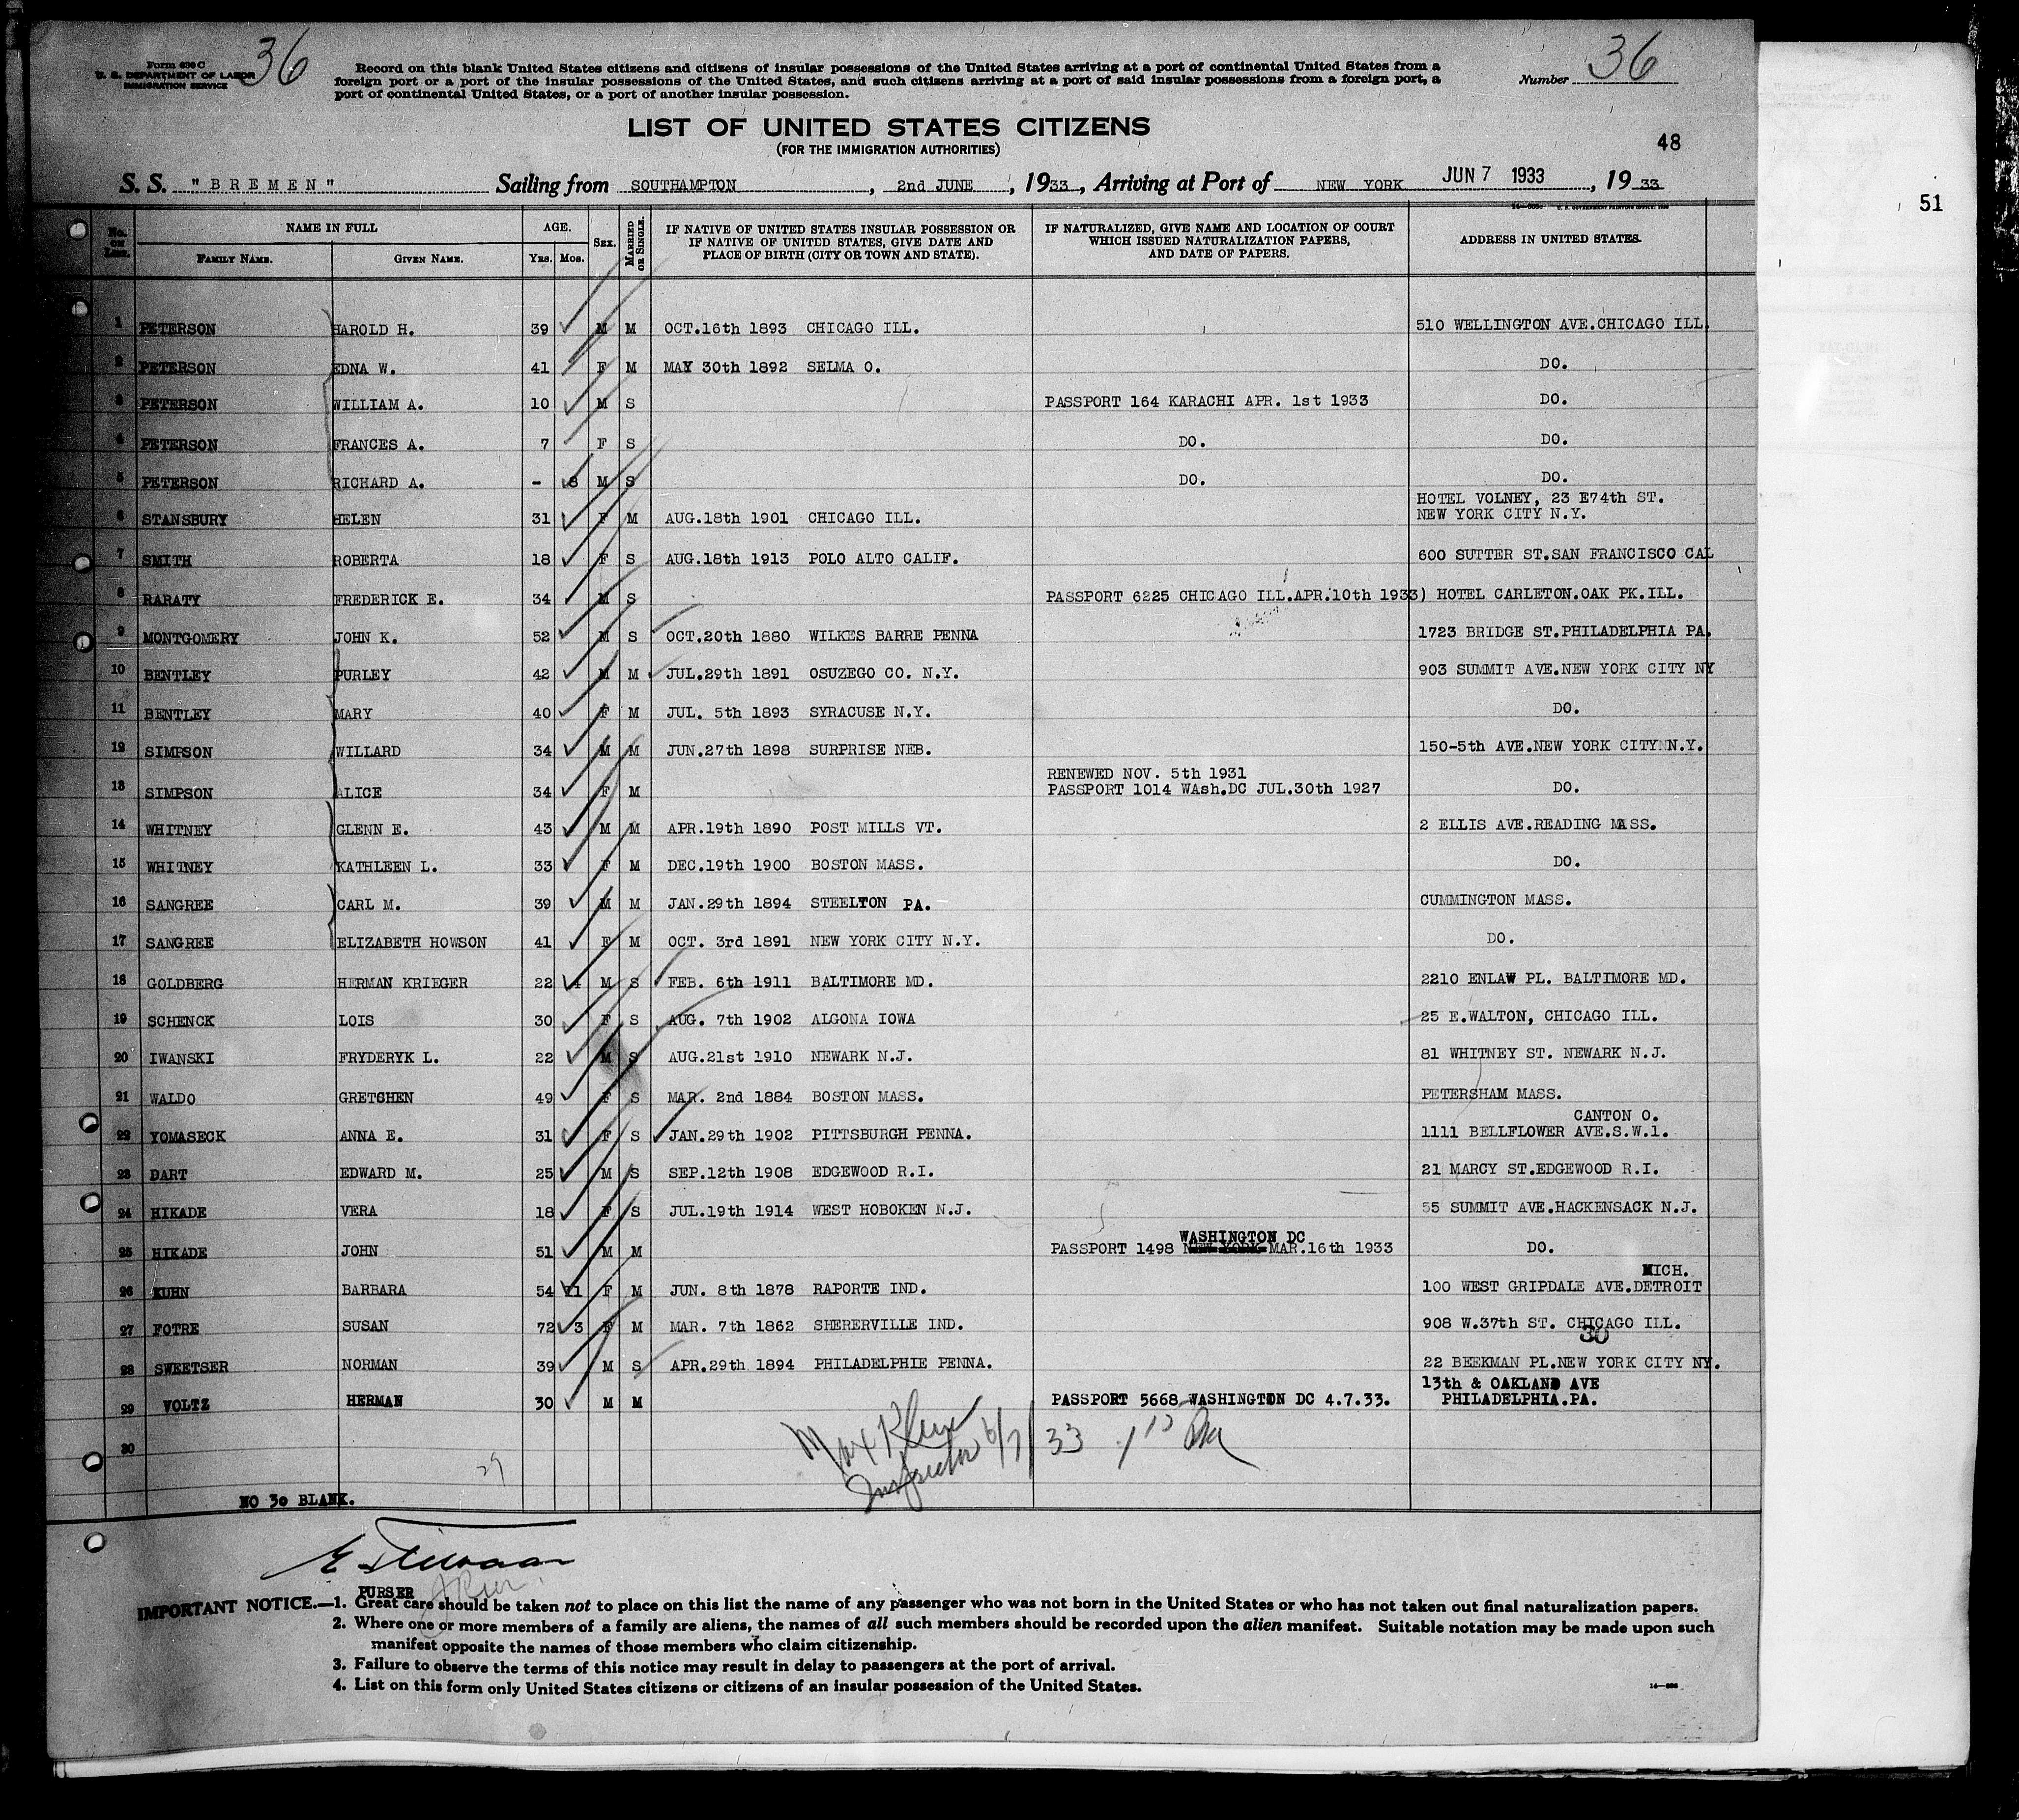 Form 630 C
U. S. DEPARTMENT OF LABOR
IMMIGRATION SERVICE
36
Record on this blank United States citizens and citizens of insular possessions of the United States arriving at a port of continental United States from a
foreign port or a port of the insular possessions of the United States, and such citizens arriving at a port of said insular possessions from a foreign port, a
port of continental United States, or a port of another insular possession.
Number 36
LIST OF UNITED STATES CITIZENS
(FOR THE IMMIGRATION AUTHORITIES)
48
S. S. "BREMEN" Sailing from SOUTHAMPTON, 2nd JUNE, 1933, Arriving at Port of NEW YORK JUN 7 1933, 1933
51
No. on List. NAME IN FULL AGE. SEX. MARRIED OR SINGLE. IF NATIVE OF UNITED STATES INSULAR POSSESSION OR IF NATIVE OF UNITED STATES, GIVE DATE AND PLACE OF BIRTH (CITY OR TOWN AND STATE). IF NATURALIZED, GIVE NAME AND LOCATION OF COURT WHICH ISSUED NATURALIZATION PAPERS, AND DATE OF PAPERS. ADDRESS IN UNITED STATES.
FAMILY NAME. GIVEN NAME. YRS. MOS.
1 PETERSON HAROLD H. 39 M M OCT.16th 1893 CHICAGO ILL. 510 WELLINGTON AVE.CHICAGO ILL.
2 PETERSON EDNA W. 41 F M MAY 30th 1892 SELMA O. DO.
3 PETERSON WILLIAM A. 10 M S PASSPORT 164 KARACHI APR. 1st 1933 DO.
4 PETERSON FRANCES A. 7 F S DO. DO.
5 PETERSON RICHARD A. - 8 M S DO. DO.
6 STANSBURY HELEN 31 F M AUG.18th 1901 CHICAGO ILL. HOTEL VOLNEY, 23 E74th ST.
NEW YORK CITY N.Y.
7 SMITH ROBERTA 18 F S AUG.18th 1913 POLO ALTO CALIF. 600 SUTTER ST.SAN FRANCISCO CAL
8 RARATY FREDERICK E. 34 M S PASSPORT 6225 CHICAGO ILL.APR.10th 1933) HOTEL CARLETON.OAK PK.ILL.
9 MONTGOMERY JOHN K. 52 M S OCT.20th 1880 WILKES BARRE PENNA 1723 BRIDGE ST.PHILADELPHIA PA.
10 BENTLEY PURLEY 42 M M JUL.29th 1891 OSUZEGO CO. N.Y. 903 SUMMIT AVE.NEW YORK CITY NY
11 BENTLEY MARY 40 F M JUL. 5th 1893 SYRACUSE N.Y. DO.
12 SIMPSON WILLARD 34 M M JUN.27th 1898 SURPRISE NEB. 150-5th AVE.NEW YORK CITYNN.Y.
RENEWED NOV. 5th 1931
13 SIMPSON ALICE 34 F M PASSPORT 1014 WAsh.DC JUL.30th 1927 DO.
14 WHITNEY GLENN E. 43 M M APR.19th 1890 POST MILLS VT. 2 ELLIS AVE.READING MASS.
15 WHITNEY KATHLEEN L. 33 F M DEC.19th 1900 BOSTON MASS. DO.
16 SANGREE CARL M. 39 M M JAN.29th 1894 STEELTON PA. CUMMINGTON MASS.
17 SANGREE ELIZABETH HOWSON 41 F M OCT. 3rd 1891 NEW YORK CITY N.Y. DO.
18 GOLDBERG HERMAN KRIEGER 22 4 M S FEB. 6th 1911 BALTIMORE MD. 2210 ENLAW PL. BALTIMORE MD.
19 SCHENCK LOIS 30 F S AUG. 7th 1902 ALGONA IOWA 25 E.WALTON, CHICAGO ILL.
20 IWANSKI FRYDERYK L. 22 M S AUG.21st 1910 NEWARK N.J. 81 WHITNEY ST. NEWARK N.J.
21 WALDO GRETCHEN 49 F S MAR. 2nd 1884 BOSTON MASS. PETERSHAM MASS.
CANTON O.
22 YOMASECK ANNA E. 31 F S JAN.29th 1902 PITTSBURGH PENNA. 1111 BELLFLOWER AVE.S.W.1.
23 DART EDWARD M. 25 M S SEP.12th 1908 EDGEWOOD R.I. 21 MARCY ST.EDGEWOOD R.I.
24 HIKADE VERA 18 F S JUL.19th 1914 WEST HOBOKEN N.J. 55 SUMMIT AVE.HACKENSACK N.J.
WASHINGTON DC
25 HIKADE JOHN 51 M M PASSPORT 1498 NEW YORK MAR.16th 1933 DO.
MICH.
26 KUHN BARBARA 54 11 F M JUN. 8th 1878 RAPORTE IND. 100 WEST GRIPDALE AVE.DETROIT
27 FOTRE SUSAN 72 3 F M MAR. 7th 1862 SHERERVILLE IND. 908 W.37th ST. CHICAGO ILL.
30
28 SWEETSER NORMAN 39 M S APR.29th 1894 PHILADELPHIE PENNA. 22 BEEKMAN PL.NEW YORK CITY NY.
13th & OAKLAND AVE
29 VOLTZ HERMAN 30 M M PASSPORT 5668 WASHINGTON DC 4.7.33. PHILADELPHIA.PA.
30
Inspector 6/7/33
29
NO 30 BLANK.
PURSER
IMPORTANT NOTICE.—1. Great care should be taken not to place on this list the name of any passenger who was not born in the United States or who has not taken out final naturalization papers.
2. Where one or more members of a family are aliens, the names of all such members should be recorded upon the alien manifest. Suitable notation may be made upon such
manifest opposite the names of those members who claim citizenship.
3. Failure to observe the terms of this notice may result in delay to passengers at the port of arrival.
4. List on this form only United States citizens or citizens of an insular possession of the United States.